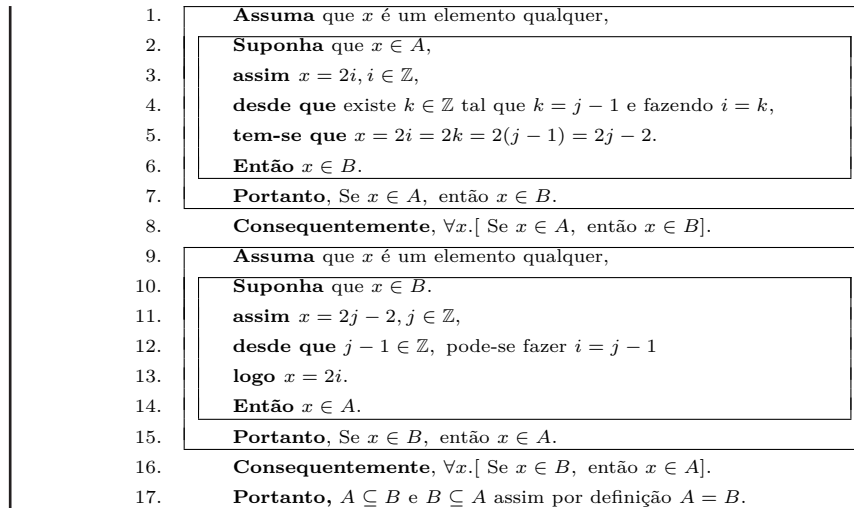 1. Assuma que x é um elemento qualquer,
2. Suponha que x ∈ A,
3. assim x = 2i, i ∈ ℤ,
4. desde que existe k ∈ ℤ tal que k = j − 1 e fazendo i = k,
5. tem-se que x = 2i = 2k = 2(j − 1) = 2j − 2.
6. Então x ∈ B.
7. Portanto, Se x ∈ A, então x ∈ B.
8. Consequentemente, ∀x.[ Se x ∈ A, então x ∈ B].
9. Assuma que x é um elemento qualquer,
10. Suponha que x ∈ B.
11. assim x = 2j − 2, j ∈ ℤ,
12. desde que j − 1 ∈ ℤ, pode-se fazer i = j − 1
13. logo x = 2i.
14. Então x ∈ A.
15. Portanto, Se x ∈ B, então x ∈ A.
16. Consequentemente, ∀x.[ Se x ∈ B, então x ∈ A].
17. Portanto, A ⊆ B e B ⊆ A assim por definição A = B.